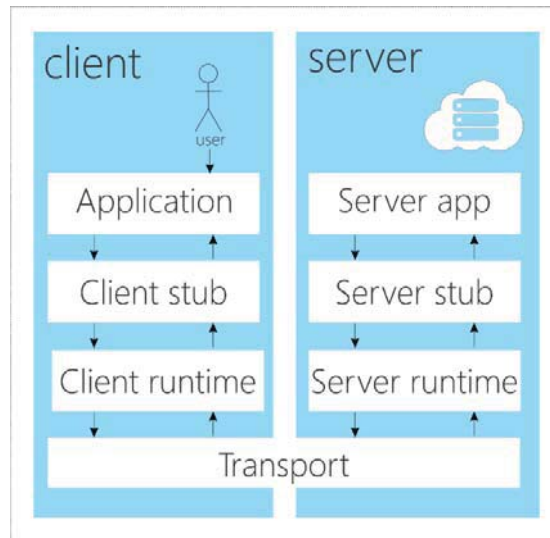 client
user
Application
Client stub
Client runtime
server
Server app
Server stub
Server runtime
Transport